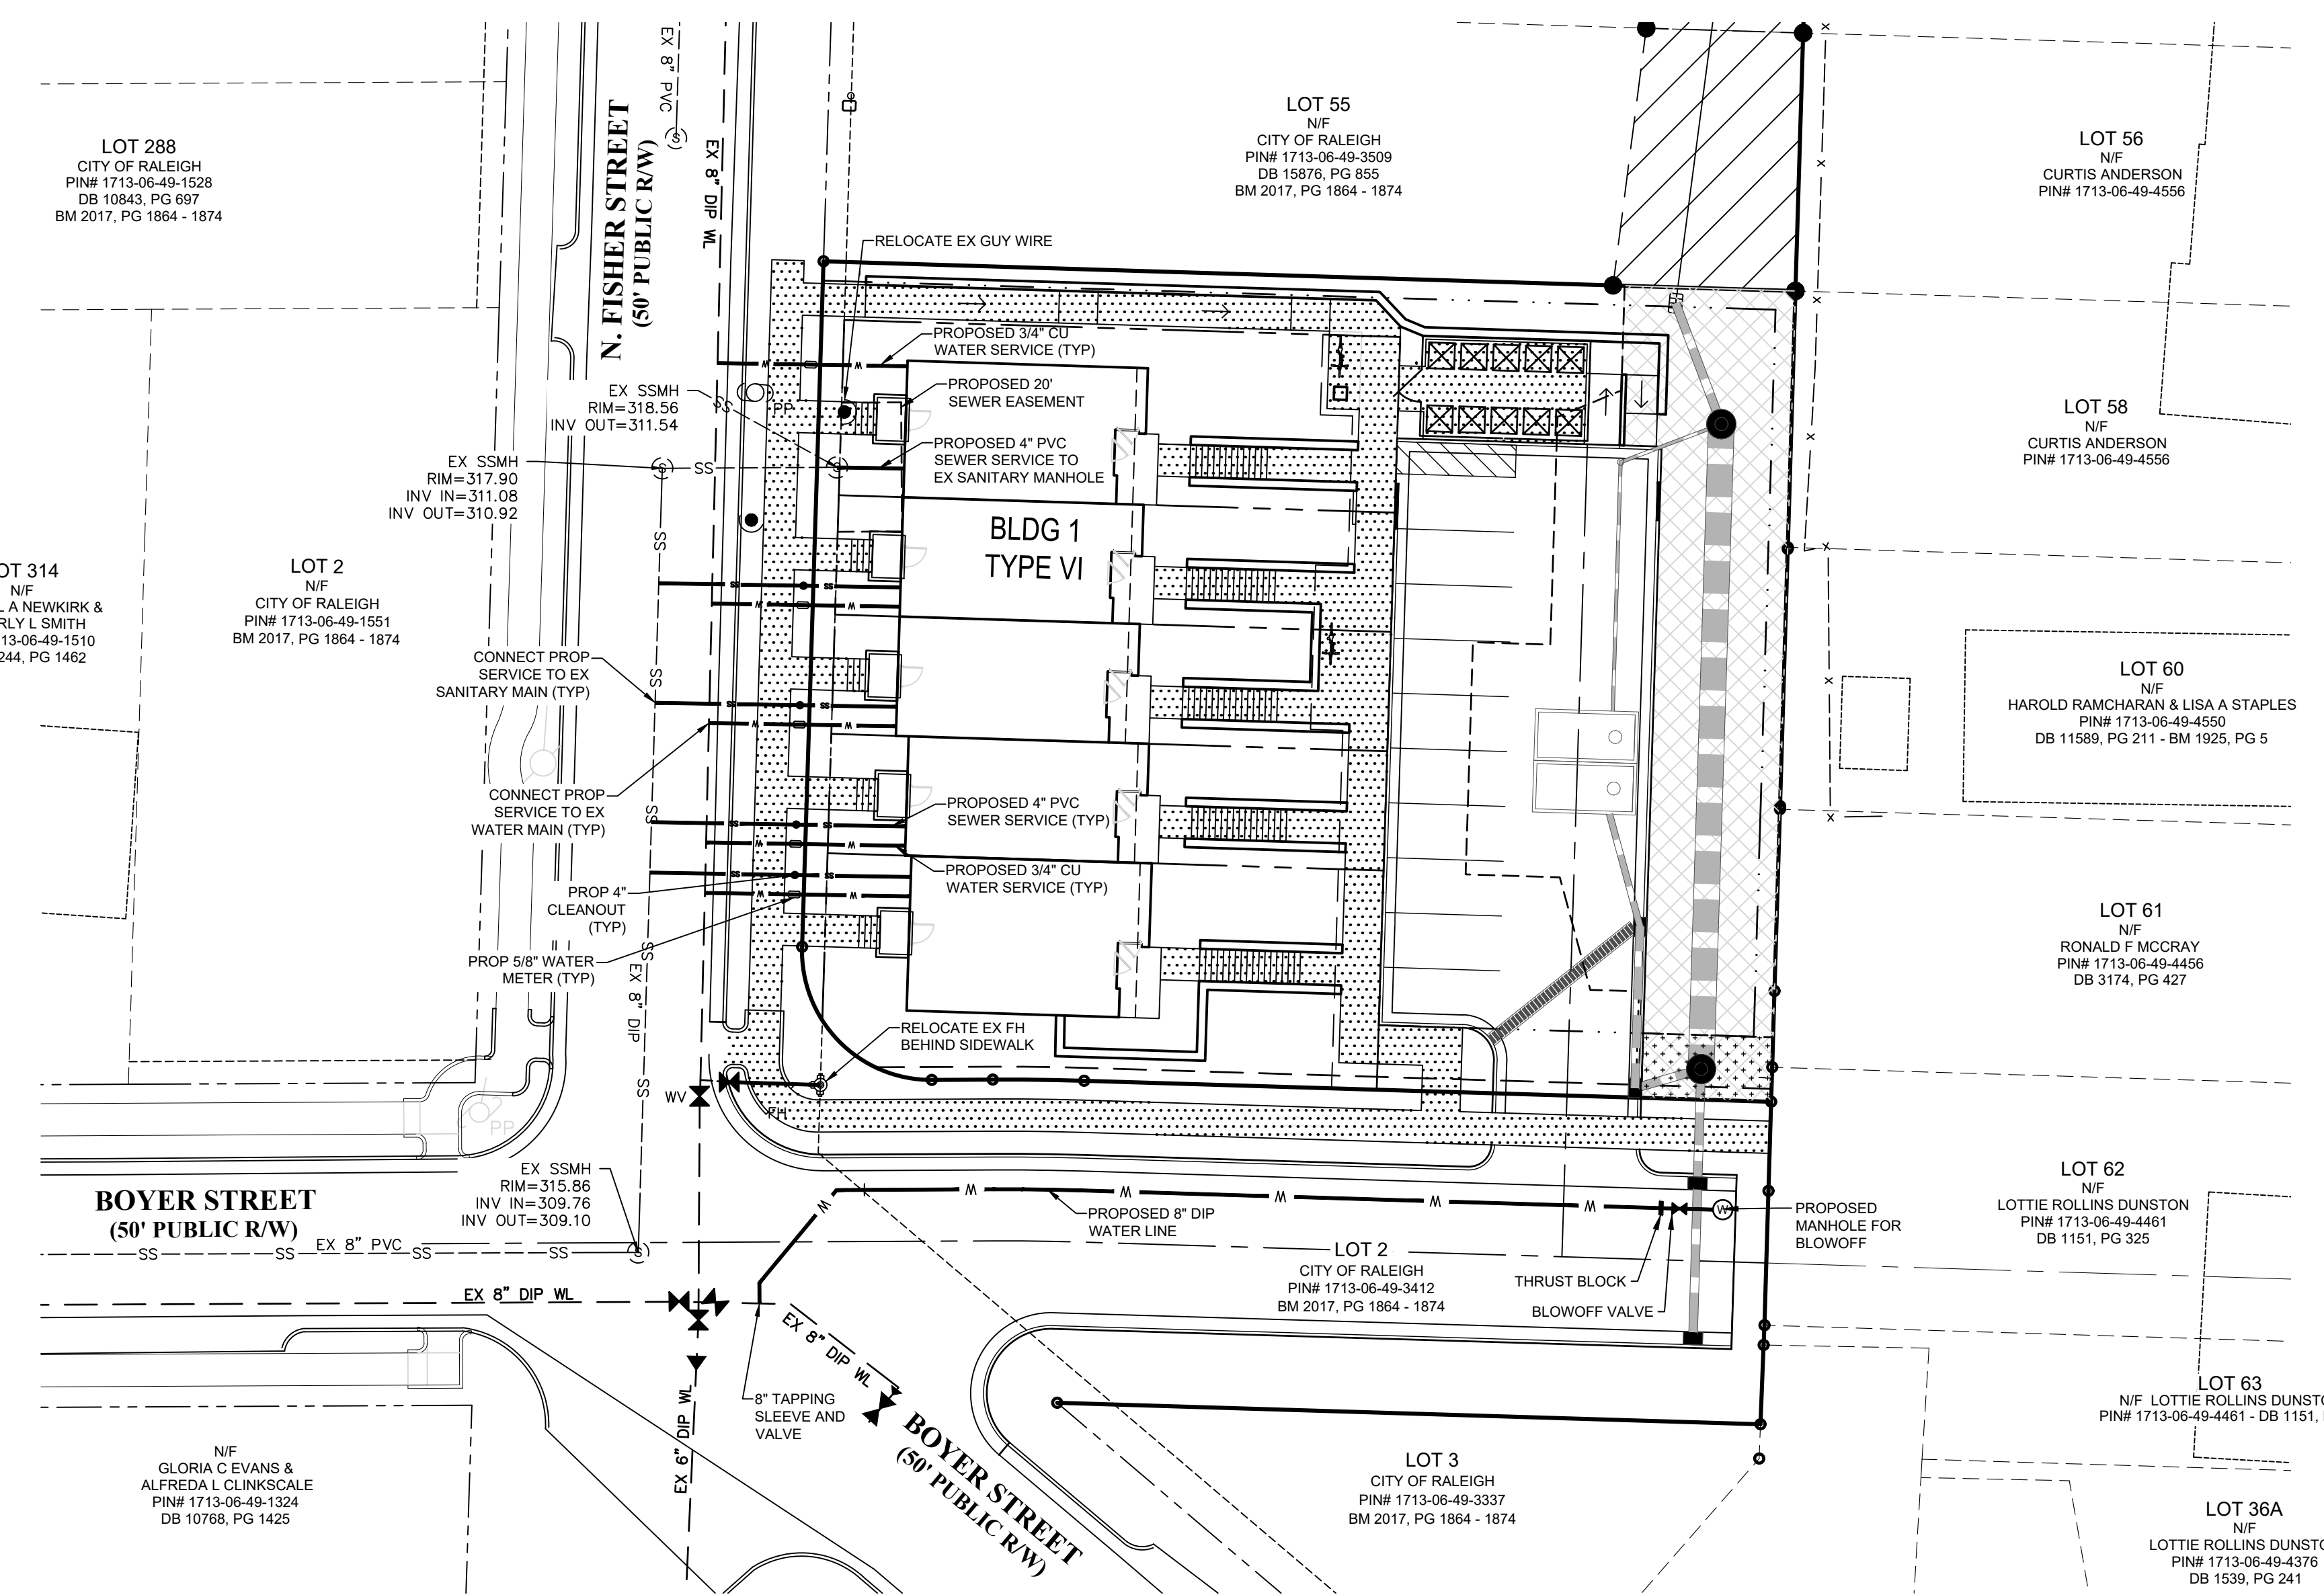 LOT 288
CITY OF RALEIGH
PIN# 1713-06-49-1528
DB 10843, PG 697
BM 2017, PG 1864 - 1874
EX 8" PVC
S
EX 8" DIP WL
N. FISHER STREET
(50' PUBLIC R/W)
LOT 55
N/F
CITY OF RALEIGH
PIN# 1713-06-49-3509
DB 15876, PG 855
BM 2017, PG 1864 - 1874
LOT 56
N/F
CURTIS ANDERSON
PIN# 1713-06-49-4556
RELOCATE EX GUY WIRE
PROPOSED 3/4" CU
WATER SERVICE (TYP)
PROPOSED 20'
SEWER EASEMENT
PROPOSED 4" PVC
SEWER SERVICE TO
EX SANITARY MANHOLE
EX SSMH
RIM=318.56
INV OUT=311.54
PP
EX SSMH
RIM=317.90
INV IN=311.08
INV OUT=310.92
SS
BLDG 1
TYPE VI
LOT 58
N/F
CURTIS ANDERSON
PIN# 1713-06-49-4556
OT 314
N/F
L A NEWKIRK &
RLY L SMITH
13-06-49-1510
244, PG 1462
LOT 2
N/F
CITY OF RALEIGH
PIN# 1713-06-49-1551
BM 2017, PG 1864 - 1874
CONNECT PROP
SERVICE TO EX
SANITARY MAIN (TYP)
CONNECT PROP
SERVICE TO EX
WATER MAIN (TYP)
LOT 60
N/F
HAROLD RAMCHARAN & LISA A STAPLES
PIN# 1713-06-49-4550
DB 11589, PG 211 - BM 1925, PG 5
PROPOSED 4" PVC
SEWER SERVICE (TYP)
PROPOSED 3/4" CU
WATER SERVICE (TYP)
PROP 4"
CLEANOUT
(TYP)
PROP 5/8" WATER
METER (TYP)
SS
EX 8" DIP
SS
LOT 61
N/F
RONALD F MCCRAY
PIN# 1713-06-49-4456
DB 3174, PG 427
RELOCATE EX FH
BEHIND SIDEWALK
WV
FH
PP
EX SSMH
RIM=315.86
INV IN=309.76
INV OUT=309.10
BOYER STREET
(50' PUBLIC R/W)
SS SS EX 8" PVC SS SS S
W W W W W W
PROPOSED 8" DIP
WATER LINE
W
PROPOSED
MANHOLE FOR
BLOWOFF
LOT 62
N/F
LOTTIE ROLLINS DUNSTON
PIN# 1713-06-49-4461
DB 1151, PG 325
LOT 2
CITY OF RALEIGH
PIN# 1713-06-49-3412
BM 2017, PG 1864 - 1874
THRUST BLOCK
BLOWOFF VALVE
EX 8" DIP WL
EX 8" DIP WL
EX 6" DIP WL
8" TAPPING
SLEEVE AND
VALVE
BOYER STREET
(50' PUBLIC R/W)
LOT 63
N/F LOTTIE ROLLINS DUNSTO
PIN# 1713-06-49-4461 - DB 1151,
N/F
GLORIA C EVANS &
ALFREDA L CLINKSCALE
PIN# 1713-06-49-1324
DB 10768, PG 1425
LOT 3
CITY OF RALEIGH
PIN# 1713-06-49-3337
BM 2017, PG 1864 - 1874
LOT 36A
N/F
LOTTIE ROLLINS DUNSTO
PIN# 1713-06-49-4376
DB 1539, PG 241